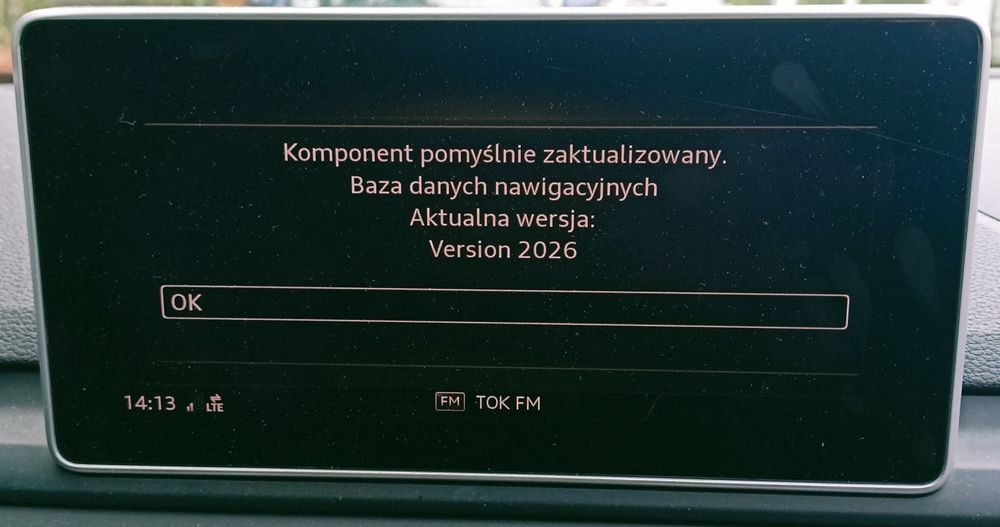 Komponent pomyślnie zaktualizowany.
Baza danych nawigacyjnych
Aktualna wersja:
Version 2026
OK
14:13 LTE FM TOK FM